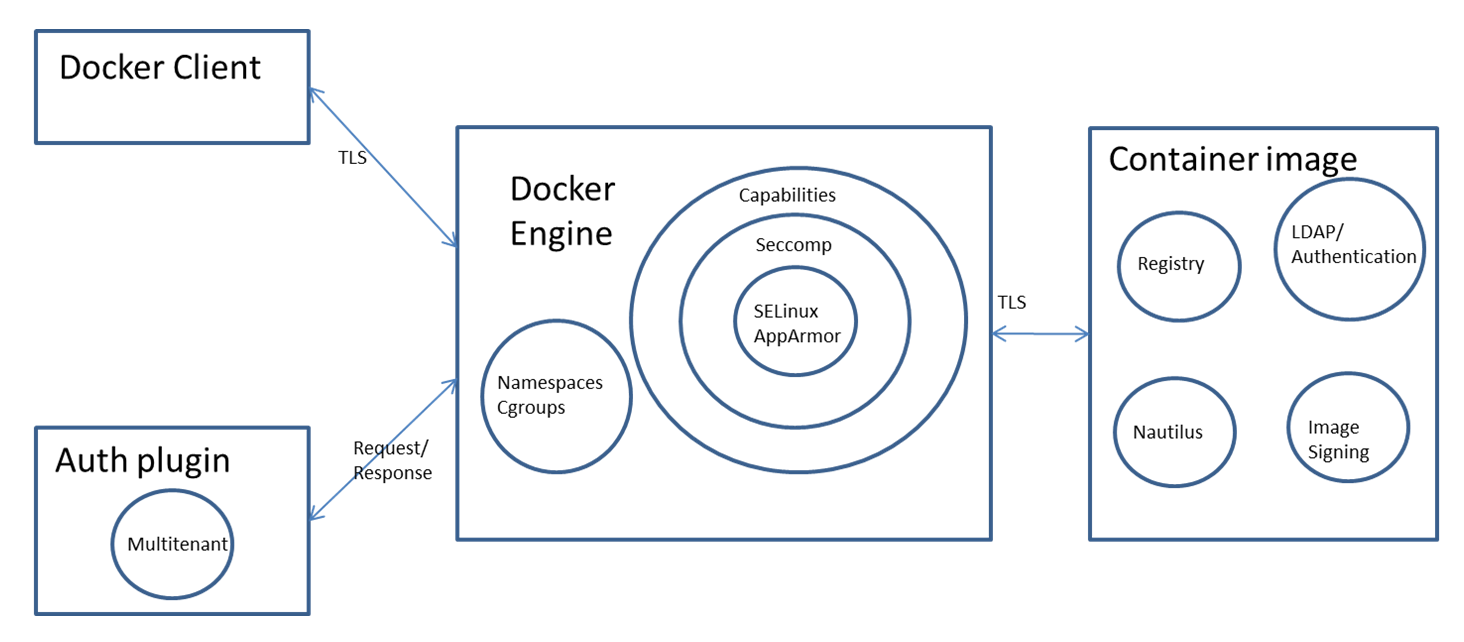 Docker Client
TLS
Docker
Engine
Capabilities
Seccomp
SELinux
AppArmor
Namespaces
Cgroups
Auth plugin
Multitenant
Request/
Response
TLS
Container image
Registry
LDAP/
Authentication
Nautilus
Image
Signing